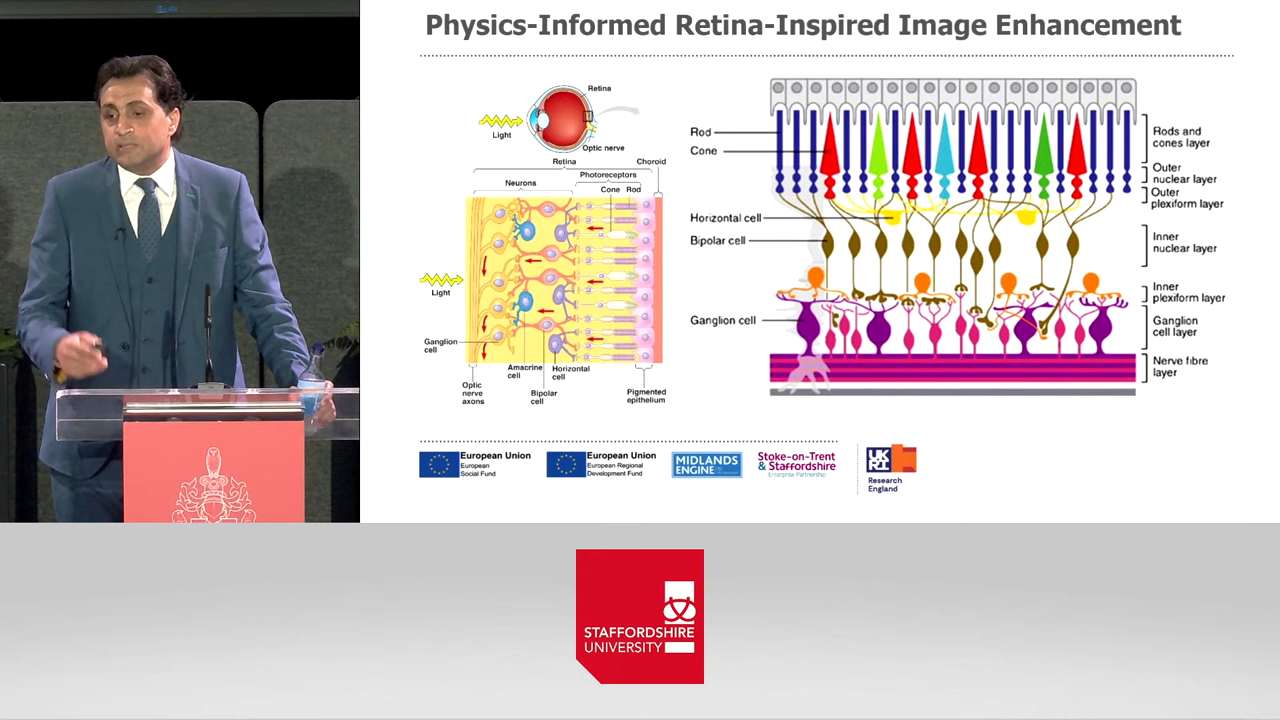 Physics-Informed Retina-Inspired Image Enhancement
Retina
Light
Optic nerve
Retina
Choroid
Photoreceptors
Neurons
Cone
Rod
Light
Ganglion
cell
Amacrine
cell
Horizontal
cell
Optic
nerve
axons
Bipolar
cell
Pigmented
epithelium
Rod
Cone
Horizontal cell
Bipolar cell
Ganglion cell
Rods and
cones layer
Outer
nuclear layer
Outer
plexiform layer
Inner
nuclear layer
Inner
plexiform layer
Ganglion
cell layer
Nerve fibre
layer
European Union
European
Social Fund
European Union
European Regional
Development Fund
MIDLANDS
ENGINE
Stoke-on-Trent
& Staffordshire
Enterprise Partnership
UK
RI
Research
England
STAFFORDSHIRE
UNIVERSITY